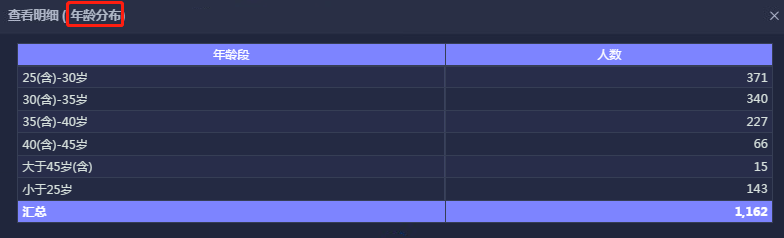 查看明细 (年龄分布)
年龄段 人数
25(含)-30岁 371
30(含)-35岁 340
35(含)-40岁 227
40(含)-45岁 66
大于45岁(含) 15
小于25岁 143
汇总 1,162